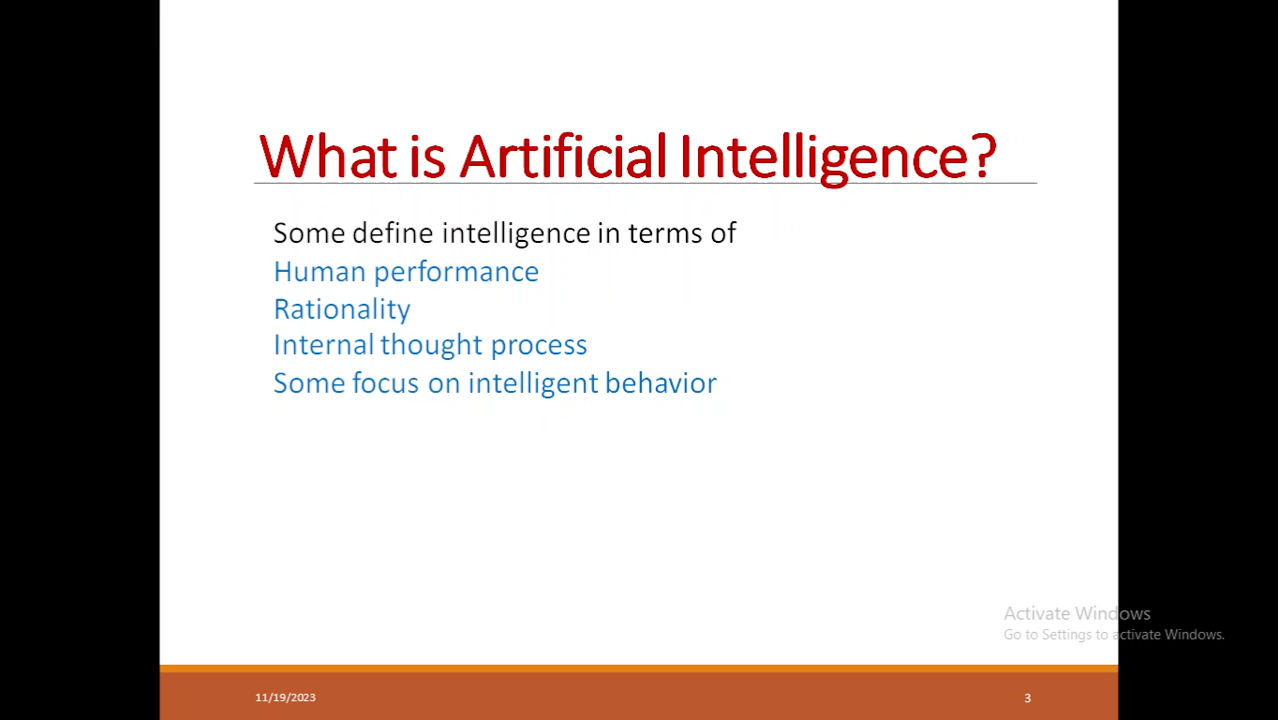 What is Artificial Intelligence?
Some define intelligence in terms of
Human performance
Rationality
Internal thought process
Some focus on intelligent behavior
Activate Windows
Go to Settings to activate Windows.
11/19/2023
3